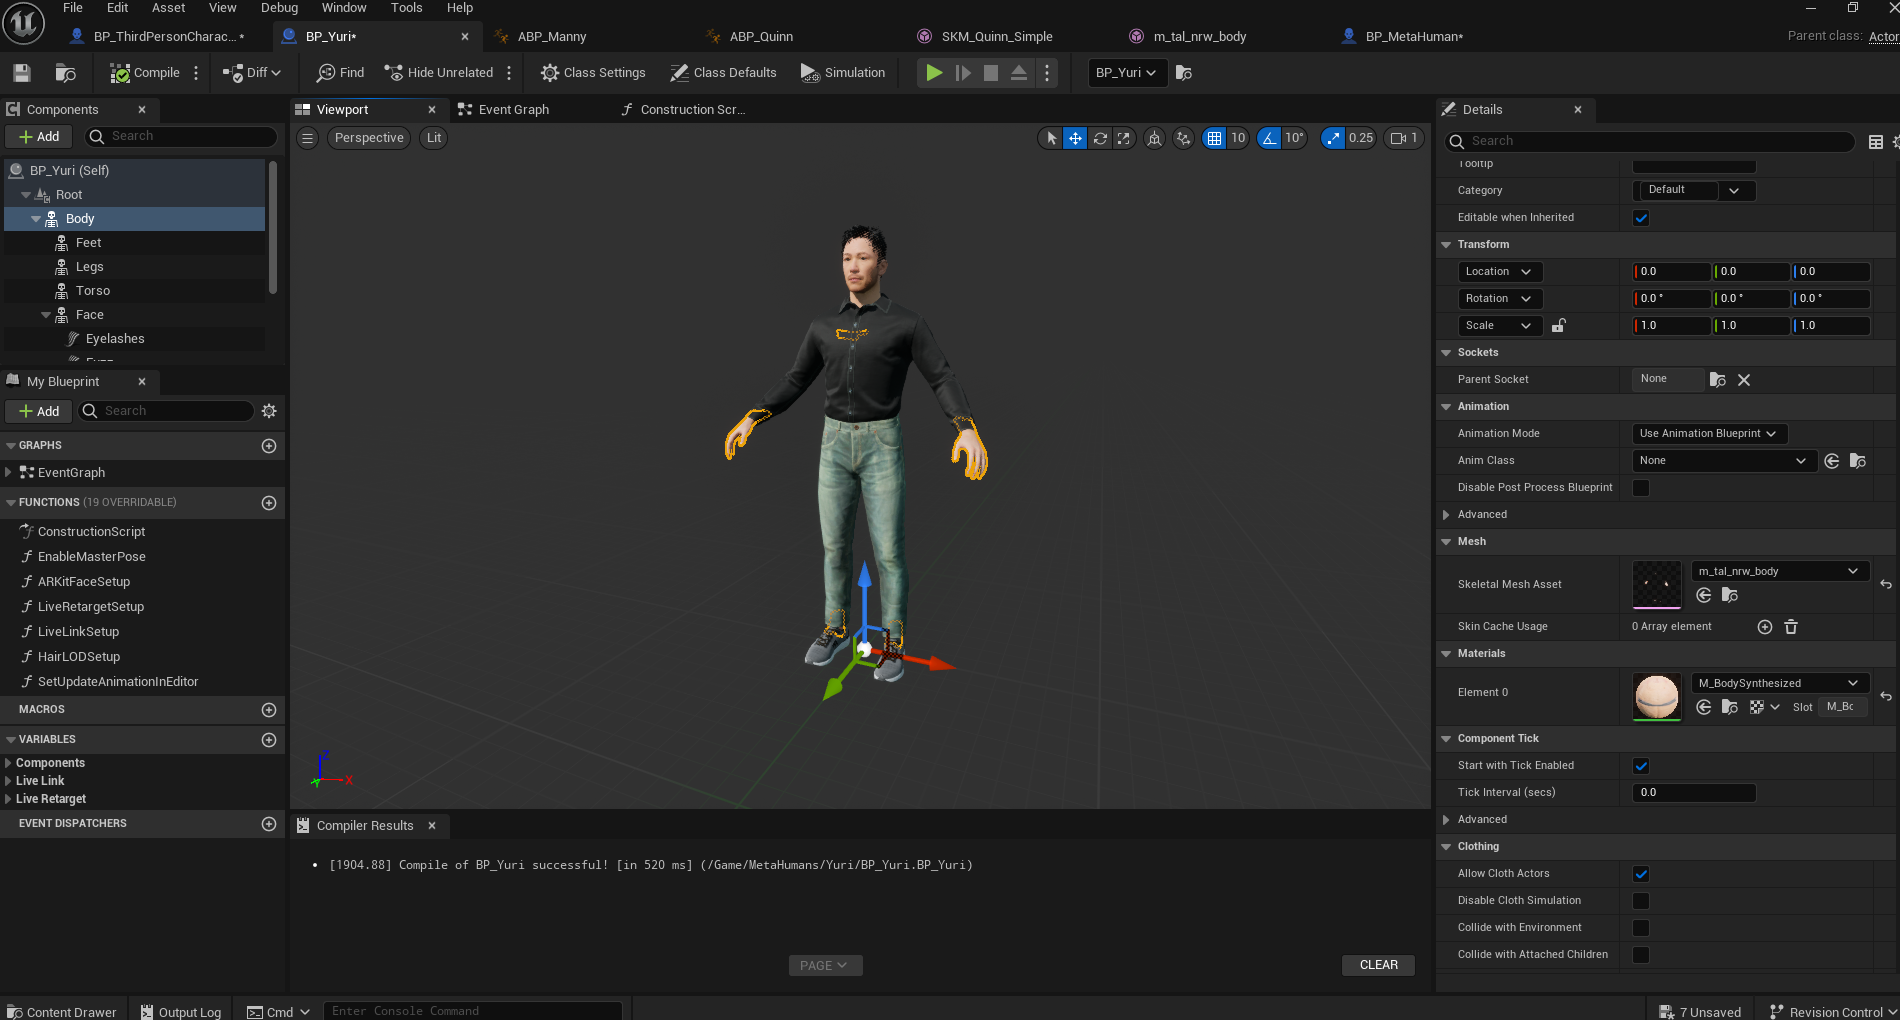 File Edit Asset View Debug Window Tools Help
BP_ThirdPersonCharac...* BP_Yuri* ABP_Manny ABP_Quinn SKM_Quinn_Simple m_tal_nrw_body BP_MetaHuman* Parent class: Actor
Compile Diff Find Hide Unrelated Class Settings Class Defaults Simulation BP_Yuri
Components
Add Search
BP_Yuri (Self)
Root
Body
Feet
Legs
Torso
Face
Eyelashes
My Blueprint
Add Search
GRAPHS
EventGraph
FUNCTIONS (19 OVERRIDABLE)
ConstructionScript
EnableMasterPose
ARKitFaceSetup
LiveRetargetSetup
LiveLinkSetup
HairLODSetup
SetUpdateAnimationInEditor
MACROS
VARIABLES
Components
Live Link
Live Retarget
EVENT DISPATCHERS
Viewport Event Graph Construction Scr...
Perspective Lit 10 10° 0.25 1
Z
X
Y
Compiler Results
[1904.88] Compile of BP_Yuri successful! [in 520 ms] (/Game/MetaHumans/Yuri/BP_Yuri.BP_Yuri)
PAGE CLEAR
Details
Search
Tooltip
Category Default
Editable when Inherited
Transform
Location 0.0 0.0 0.0
Rotation 0.0 ° 0.0 ° 0.0 °
Scale 1.0 1.0 1.0
Sockets
Parent Socket None
Animation
Animation Mode Use Animation Blueprint
Anim Class None
Disable Post Process Blueprint
Advanced
Mesh
Skeletal Mesh Asset m_tal_nrw_body
Skin Cache Usage 0 Array element
Materials
Element 0 M_BodySynthesized
Slot M_Bc
Component Tick
Start with Tick Enabled
Tick Interval (secs) 0.0
Advanced
Clothing
Allow Cloth Actors
Disable Cloth Simulation
Collide with Environment
Collide with Attached Children
Content Drawer Output Log Cmd Enter Console Command 7 Unsaved Revision Control